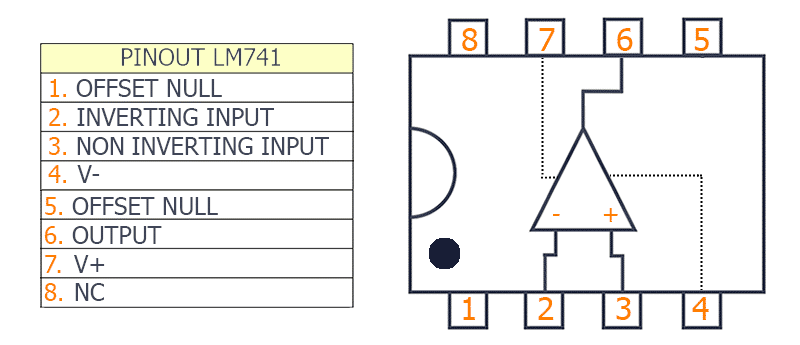 PINOUT LM741
1. OFFSET NULL
2. INVERTING INPUT
3. NON INVERTING INPUT
4. V-
5. OFFSET NULL
6. OUTPUT
7. V+
8. NC
8 7 6 5
- +
1 2 3 4